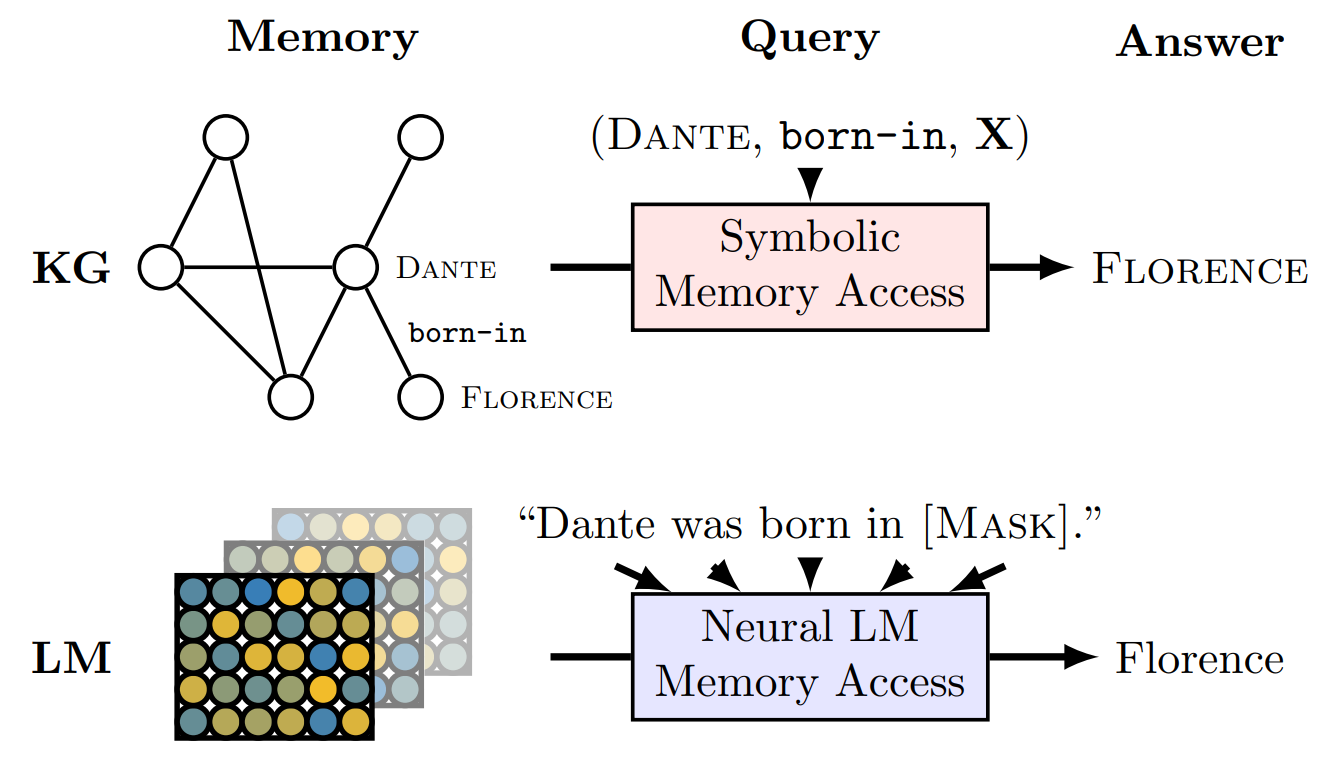 Memory Query Answer
(DANTE, born-in, X)
KG
DANTE
Symbolic
Memory Access
FLORENCE
born-in
FLORENCE
“Dante was born in [MASK].”
LM
Neural LM
Memory Access
Florence